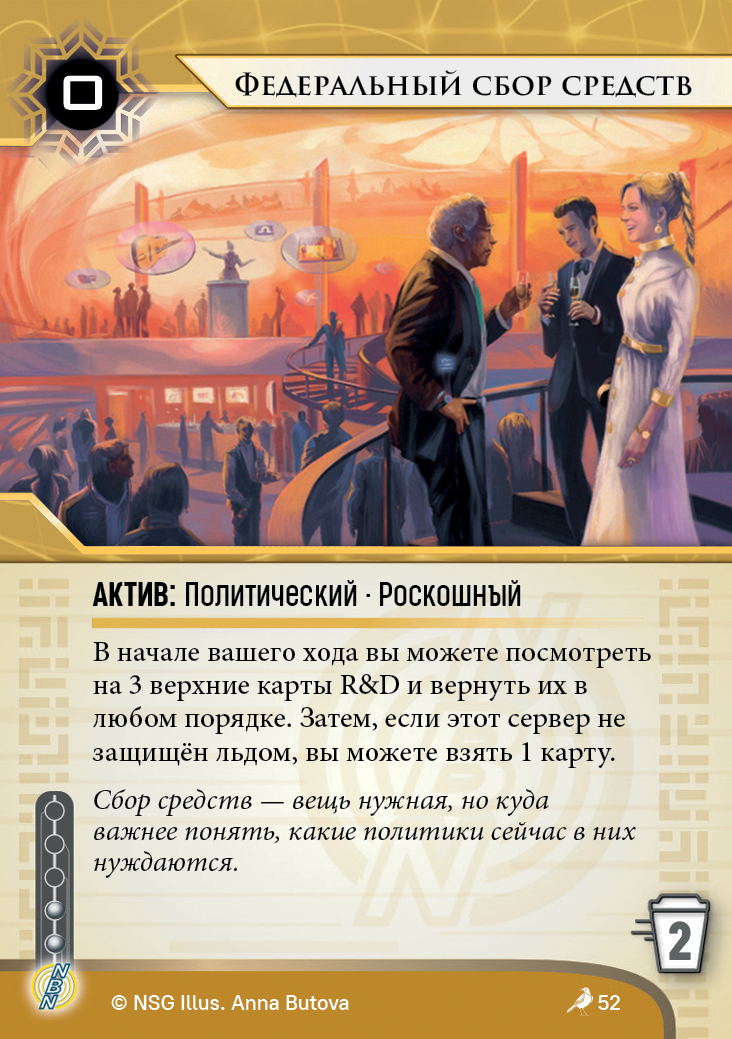 Федеральный сбор средств
АКТИВ: Политический · Роскошный
В начале вашего хода вы можете посмотреть
на 3 верхние карты R&D и вернуть их в
любом порядке. Затем, если этот сервер не
защищён льдом, вы можете взять 1 карту.
Сбор средств — вещь нужная, но куда
важнее понять, какие политики сейчас в них
нуждаются.
2
NBN
© NSG Illus. Anna Butova
52